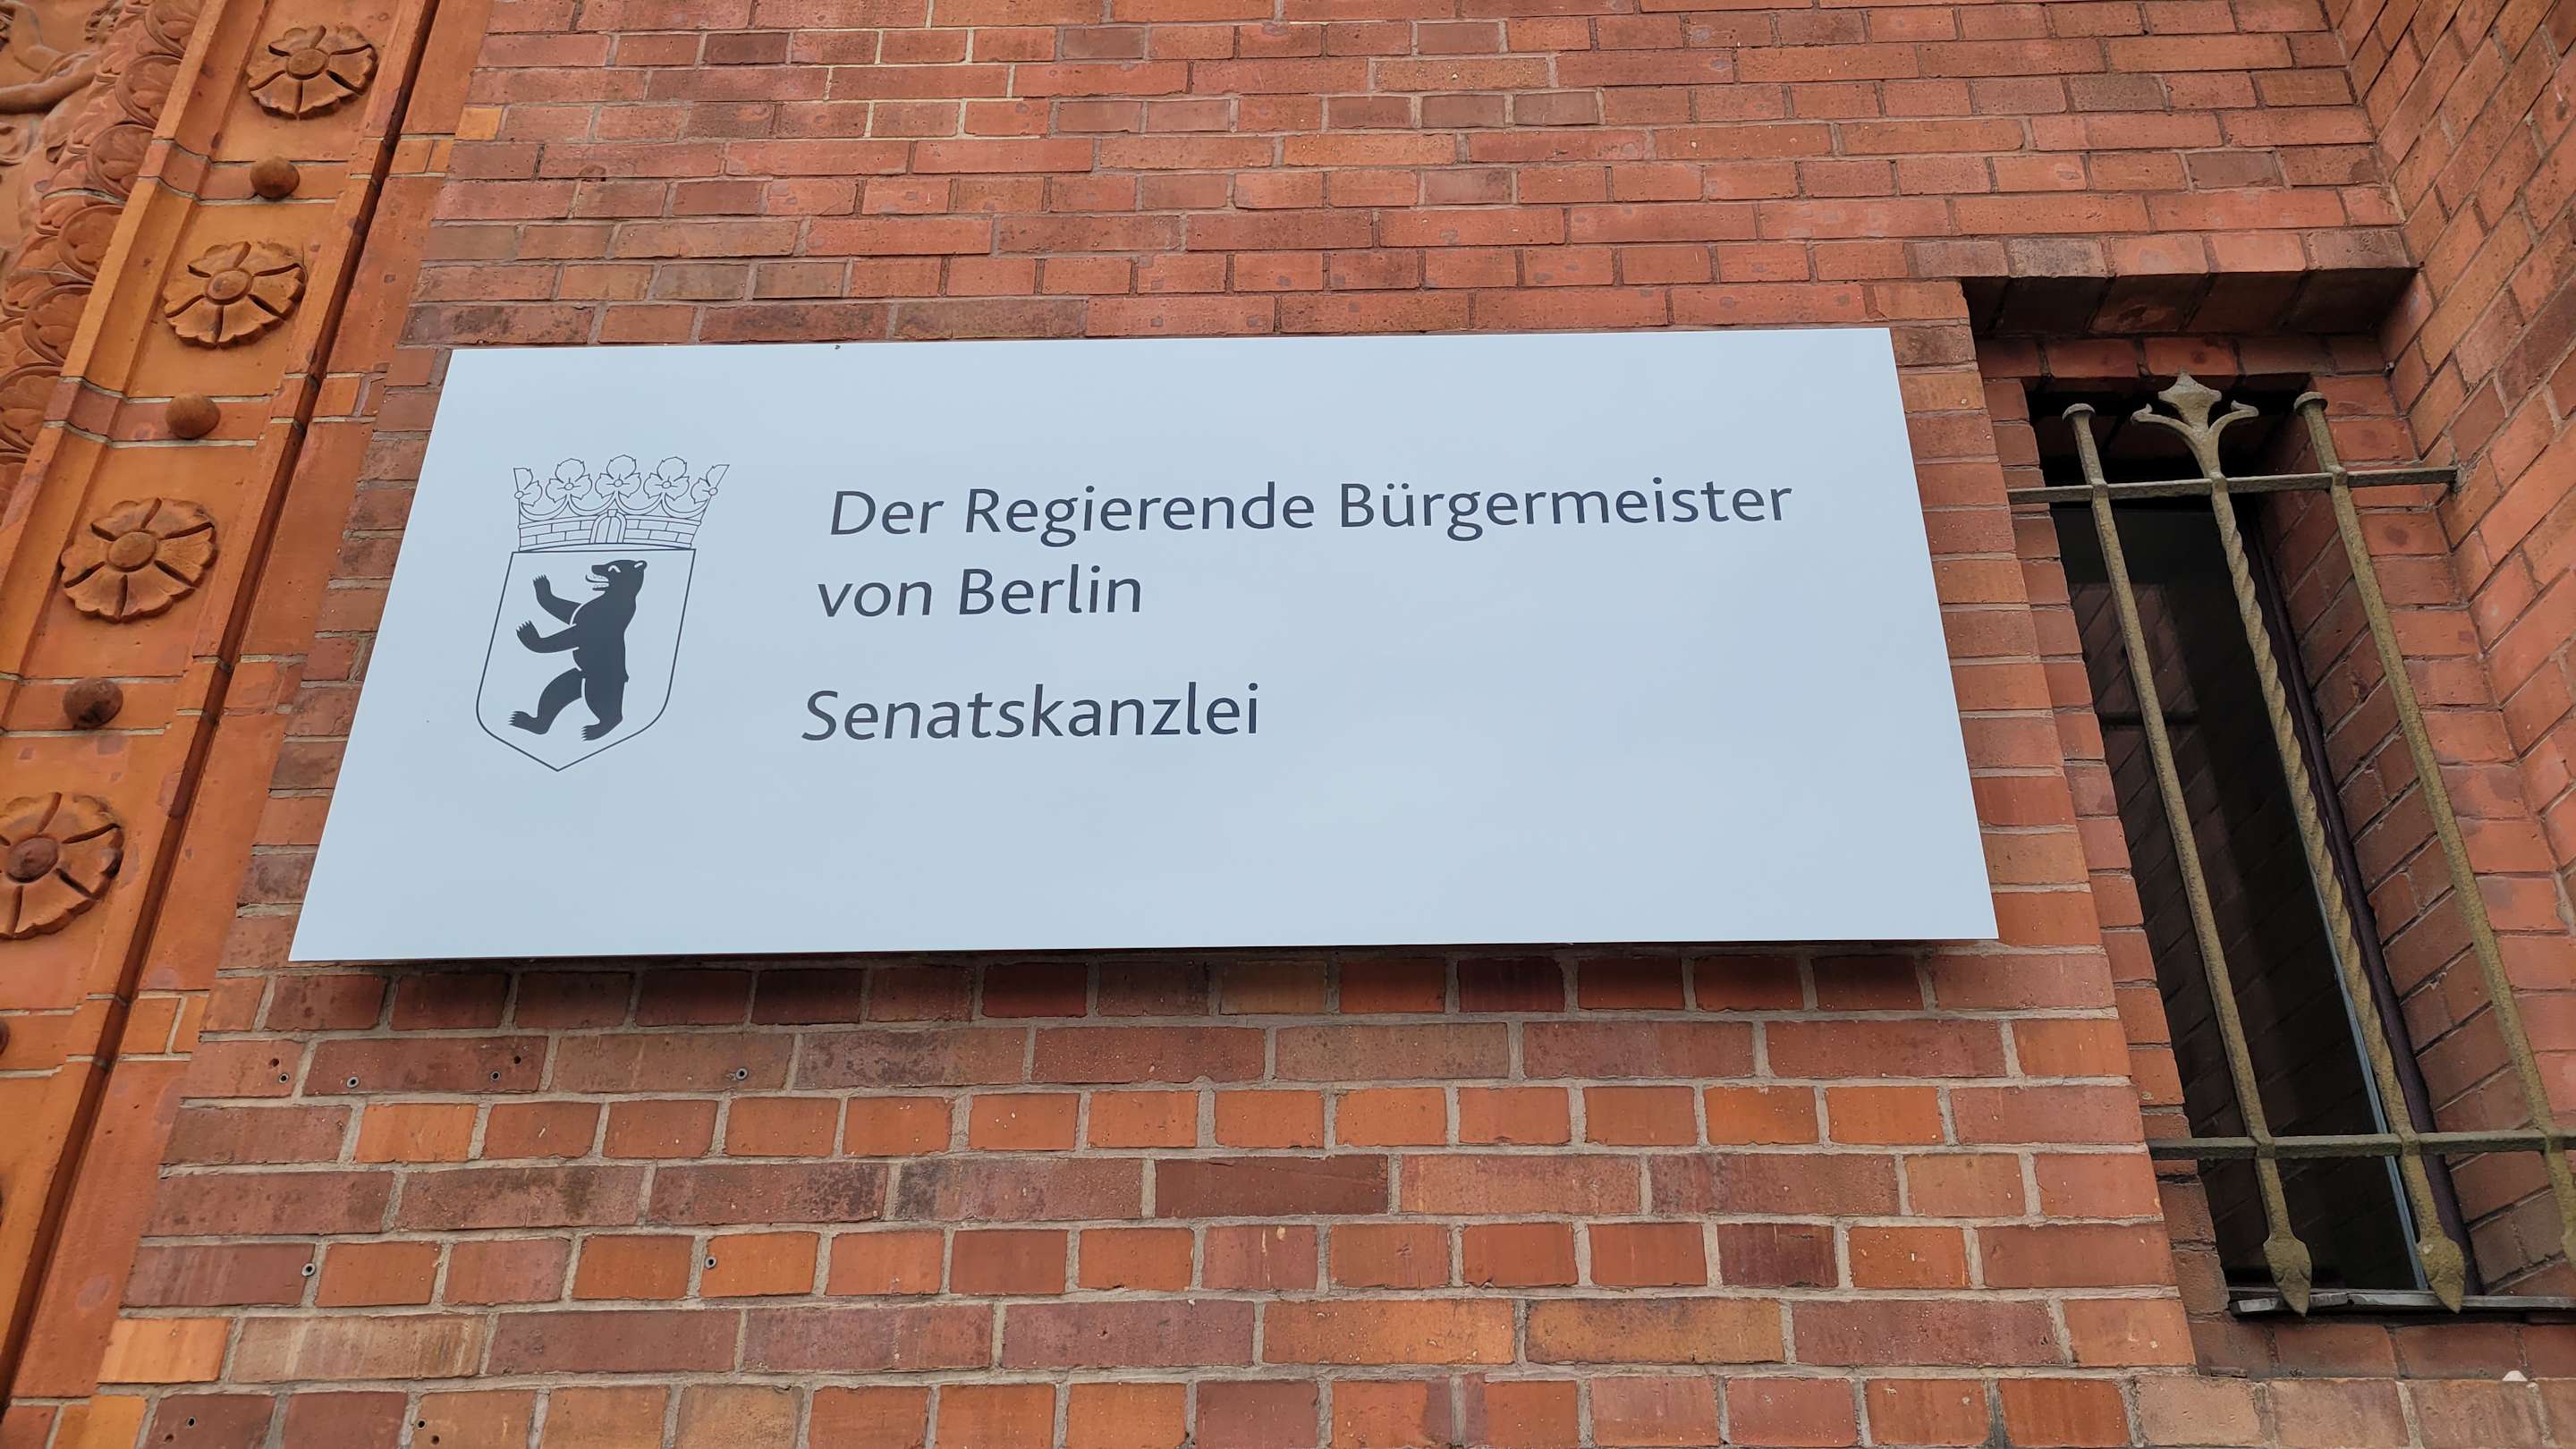 Der Regierende Bürgermeister
von Berlin
Senatskanzlei